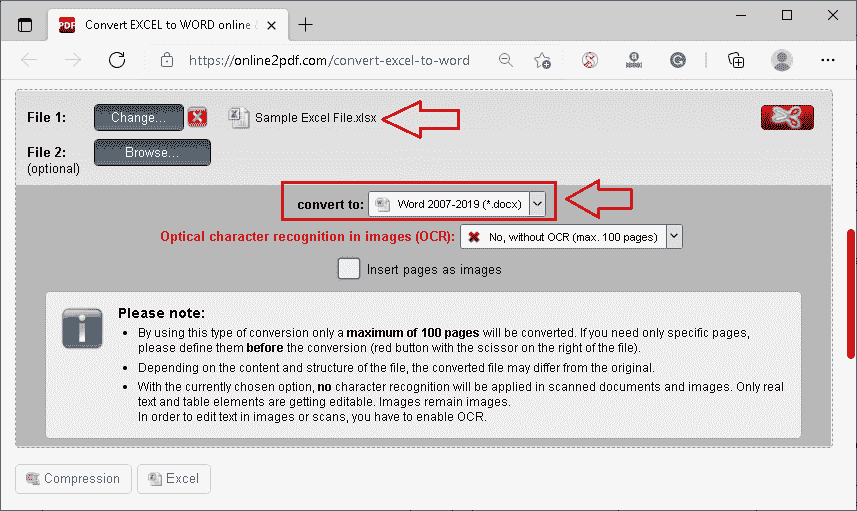 PDF Convert EXCEL to WORD online &
https://online2pdf.com/convert-excel-to-word
File 1: Change... Sample Excel File.xlsx
File 2: Browse...
(optional)
convert to: Word 2007-2019 (*.docx)
Optical character recognition in images (OCR): No, without OCR (max. 100 pages)
Insert pages as images
Please note:
• By using this type of conversion only a maximum of 100 pages will be converted. If you need only specific pages,
please define them before the conversion (red button with the scissor on the right of the file).
• Depending on the content and structure of the file, the converted file may differ from the original.
• With the currently chosen option, no character recognition will be applied in scanned documents and images. Only real
text and table elements are getting editable. Images remain images.
In order to edit text in images or scans, you have to enable OCR.
Compression Excel